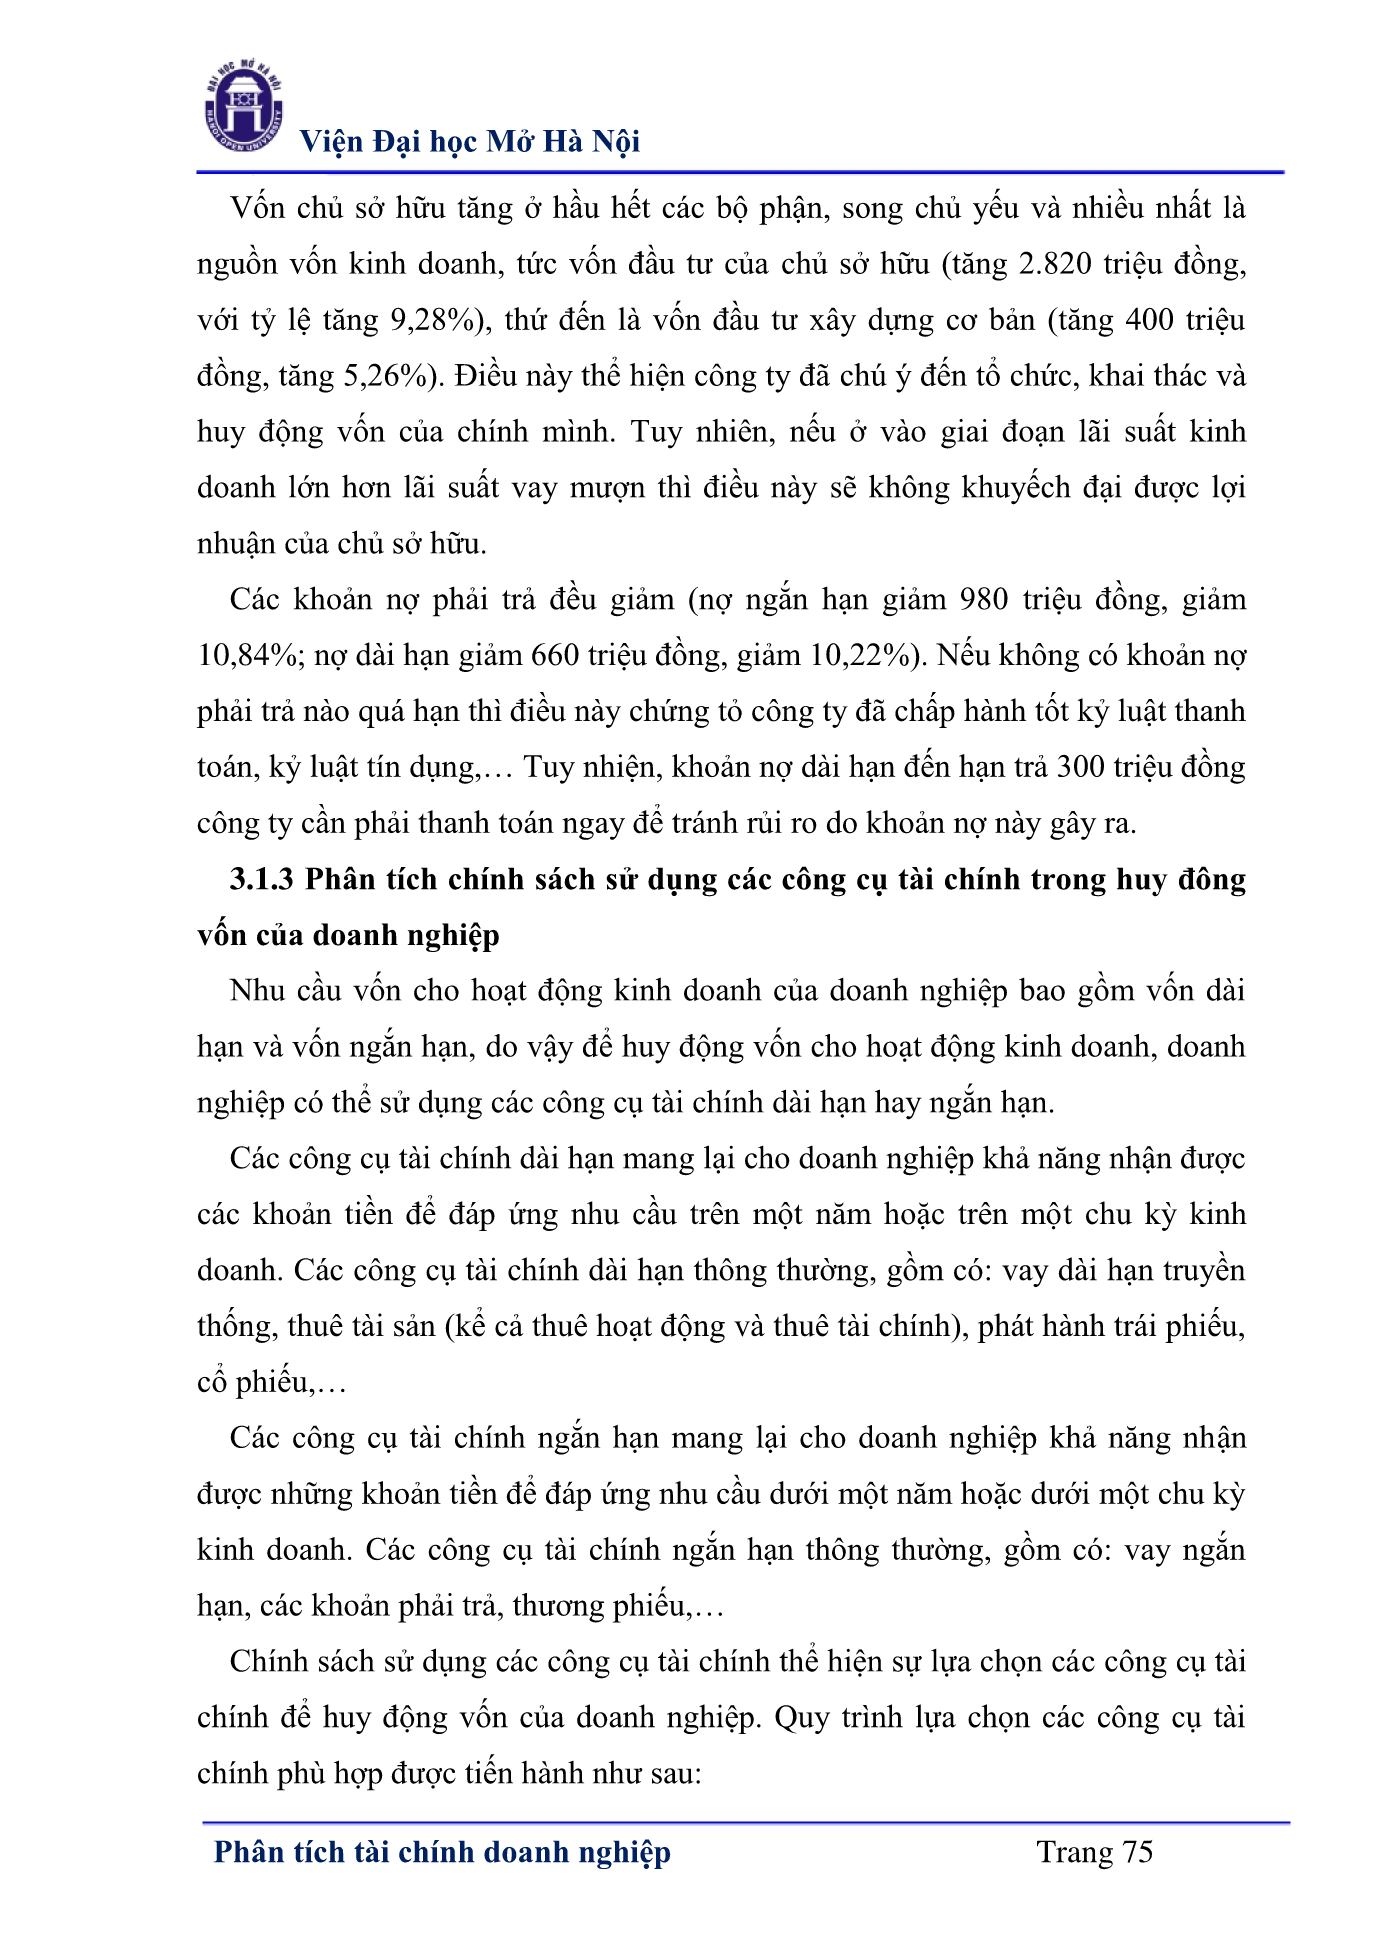 ĐẠI HỌC MỞ HÀ NỘI
HANOI OPEN UNIVERSITY
Viện Đại học Mở Hà Nội
Vốn chủ sở hữu tăng ở hầu hết các bộ phận, song chủ yếu và nhiều nhất là
nguồn vốn kinh doanh, tức vốn đầu tư của chủ sở hữu (tăng 2.820 triệu đồng,
với tỷ lệ tăng 9,28%), thứ đến là vốn đầu tư xây dựng cơ bản (tăng 400 triệu
đồng, tăng 5,26%). Điều này thể hiện công ty đã chú ý đến tổ chức, khai thác và
huy động vốn của chính mình. Tuy nhiên, nếu ở vào giai đoạn lãi suất kinh
doanh lớn hơn lãi suất vay mượn thì điều này sẽ không khuyếch đại được lợi
nhuận của chủ sở hữu.
Các khoản nợ phải trả đều giảm (nợ ngắn hạn giảm 980 triệu đồng, giảm
10,84%; nợ dài hạn giảm 660 triệu đồng, giảm 10,22%). Nếu không có khoản nợ
phải trả nào quá hạn thì điều này chứng tỏ công ty đã chấp hành tốt kỷ luật thanh
toán, kỷ luật tín dụng,… Tuy nhiện, khoản nợ dài hạn đến hạn trả 300 triệu đồng
công ty cần phải thanh toán ngay để tránh rủi ro do khoản nợ này gây ra.
3.1.3 Phân tích chính sách sử dụng các công cụ tài chính trong huy đông
vốn của doanh nghiệp
Nhu cầu vốn cho hoạt động kinh doanh của doanh nghiệp bao gồm vốn dài
hạn và vốn ngắn hạn, do vậy để huy động vốn cho hoạt động kinh doanh, doanh
nghiệp có thể sử dụng các công cụ tài chính dài hạn hay ngắn hạn.
Các công cụ tài chính dài hạn mang lại cho doanh nghiệp khả năng nhận được
các khoản tiền để đáp ứng nhu cầu trên một năm hoặc trên một chu kỳ kinh
doanh. Các công cụ tài chính dài hạn thông thường, gồm có: vay dài hạn truyền
thống, thuê tài sản (kể cả thuê hoạt động và thuê tài chính), phát hành trái phiếu,
cổ phiếu,…
Các công cụ tài chính ngắn hạn mang lại cho doanh nghiệp khả năng nhận
được những khoản tiền để đáp ứng nhu cầu dưới một năm hoặc dưới một chu kỳ
kinh doanh. Các công cụ tài chính ngắn hạn thông thường, gồm có: vay ngắn
hạn, các khoản phải trả, thương phiếu,…
Chính sách sử dụng các công cụ tài chính thể hiện sự lựa chọn các công cụ tài
chính để huy động vốn của doanh nghiệp. Quy trình lựa chọn các công cụ tài
chính phù hợp được tiến hành như sau:
Phân tích tài chính doanh nghiệp Trang 75